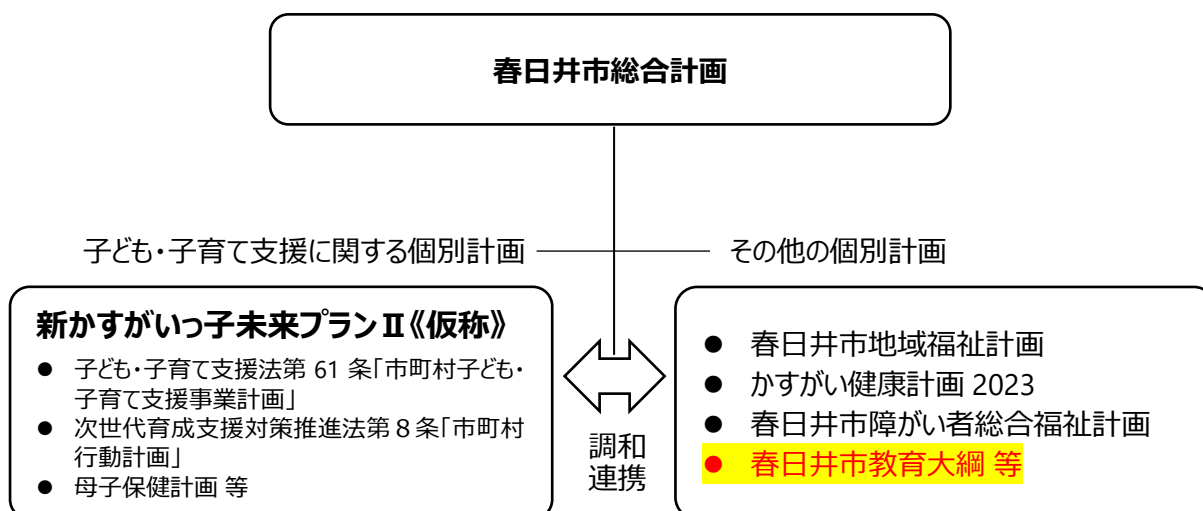 春日井市総合計画
子ども・子育て支援に関する個別計画
その他の個別計画
新かすがいっ子未来プランⅡ《仮称》
● 子ども・子育て支援法第 61 条「市町村子ども・
子育て支援事業計画」
● 次世代育成支援対策推進法第８条「市町村
行動計画」
● 母子保健計画 等
調和
連携
● 春日井市地域福祉計画
● かすがい健康計画 2023
● 春日井市障がい者総合福祉計画
● 春日井市教育大綱 等